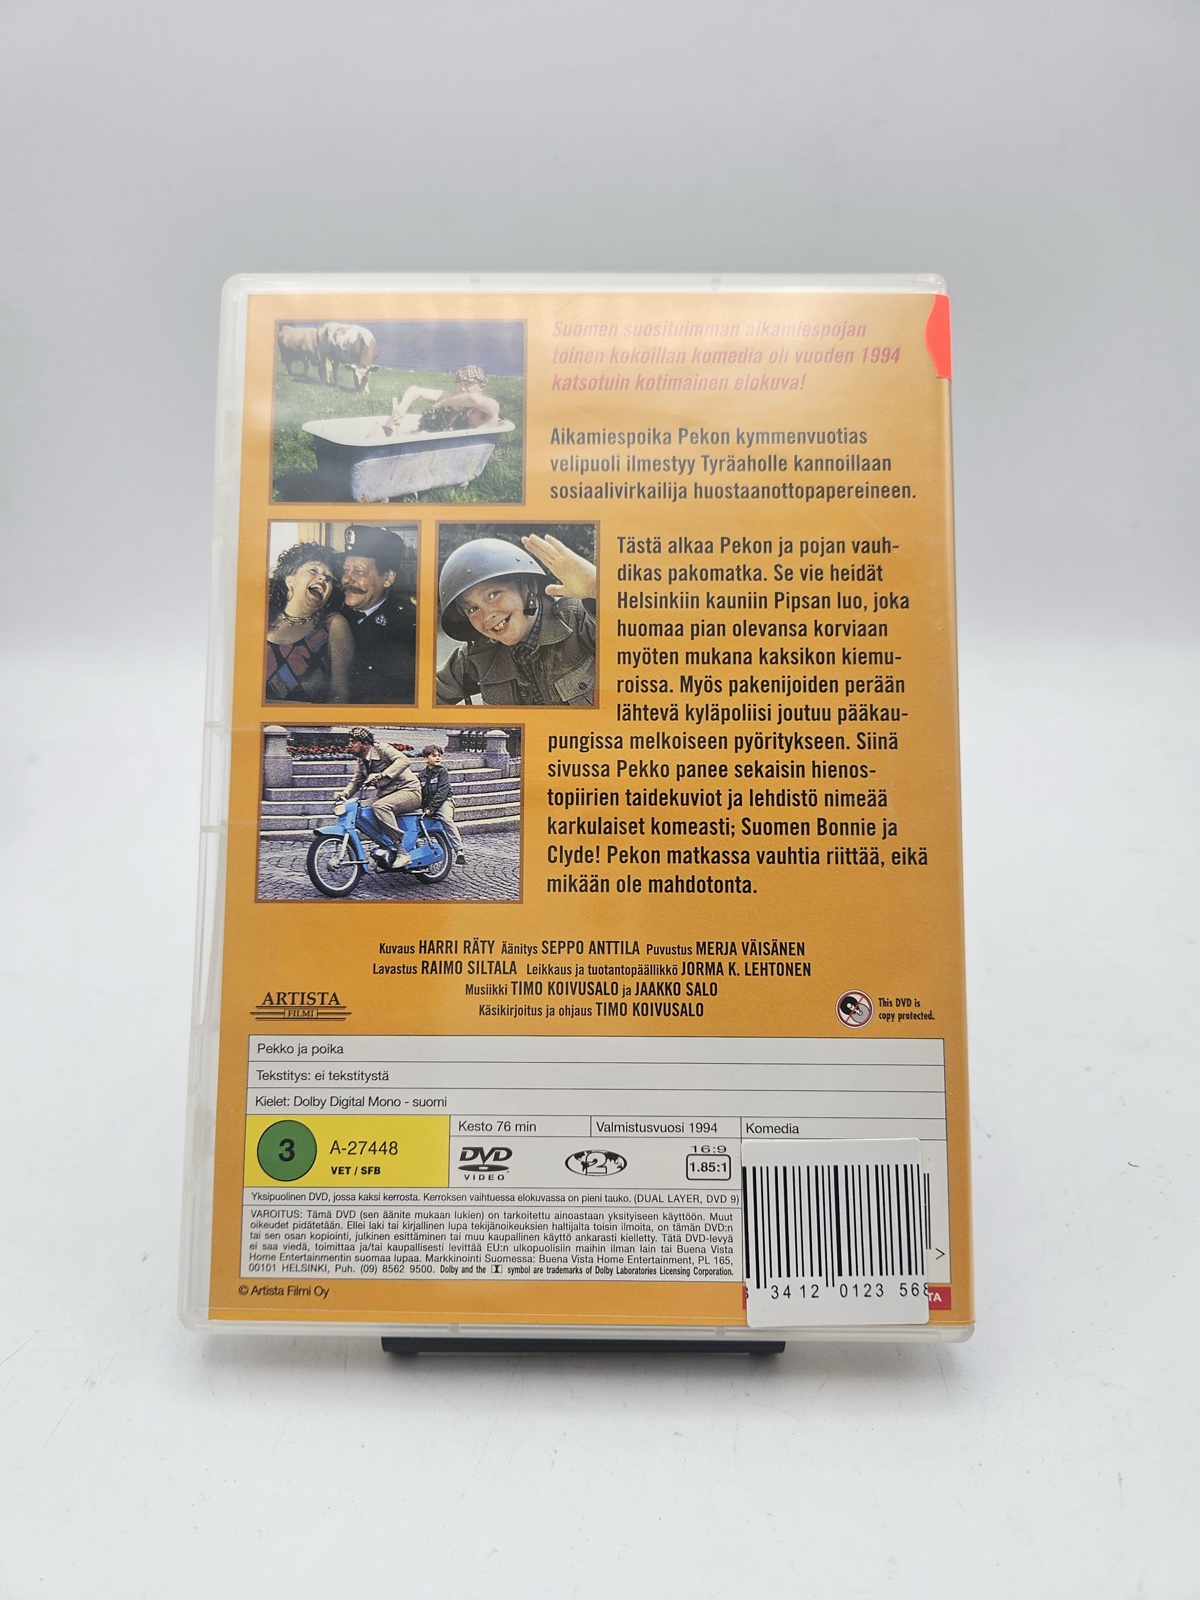 Suomen suosituimman aikamiespojan
toinen kokoillan komedia oli vuoden 1994
katsotuin kotimainen elokuva!
Aikamiespoika Pekon kymmenvuotias
velipuoli ilmestyy Tyräaholle kannoillaan
sosiaalivirkailija huostaanottopapereineen.
Tästä alkaa Pekon ja pojan vauh-
dikas pakomatka. Se vie heidät
Helsinkiin kauniin Pipsan luo, joka
huomaa pian olevansa korviaan
myöten mukana kaksikon kiemu-
roissa. Myös pakenijoiden perään
lähtevä kyläpoliisi joutuu pääkau-
pungissa melkoiseen pyöritykseen. Siinä
sivussa Pekko panee sekaisin hienos-
topiirien taidekuviot ja lehdistö nimeää
karkulaiset komeasti; Suomen Bonnie ja
Clyde! Pekon matkassa vauhtia riittää, eikä
mikään ole mahdotonta.
Kuvaus HARRI RÄTY Äänitys SEPPO ANTTILA Puvustus MERJA VÄISÄNEN
Lavastus RAIMO SILTALA Leikkaus ja tuotantopäällikkö JORMA K. LEHTONEN
Musiikki TIMO KOIVUSALO ja JAAKKO SALO
Käsikirjoitus ja ohjaus TIMO KOIVUSALO
ARTISTA
FILMI
This DVD is
copy protected.
Pekko ja poika
Tekstitys: ei tekstitystä
Kielet: Dolby Digital Mono - suomi
3 A-27448
VET / SFB
Kesto 76 min Valmistusvuosi 1994 Komedia
DVD
VIDEO
2
16:9
1.85:1
Yksipuolinen DVD, jossa kaksi kerrosta. Kerroksen vaihtuessa elokuvassa on pieni tauko. (DUAL LAYER, DVD 9)
VAROITUS: Tämä DVD (sen äänite mukaan lukien) on tarkoitettu ainoastaan yksityiseen käyttöön. Muut
oikeudet pidätetään. Ellei laki tai kirjallinen lupa tekijänoikeuksien haltijalta toisin ilmoita, on tämän DVD:n
tai sen osan kopiointi, julkinen esittäminen tai muu kaupallinen käyttö ankarasti kielletty. Tätä DVD-levyä
ei saa viedä, toimittaa ja/tai kaupallisesti levittää EU:n ulkopuolisiin maihin ilman lain tai Buena Vista
Home Entertainmentin suomaa lupaa. Markkinointi Suomessa: Buena Vista Home Entertainment, PL 165,
00101 HELSINKI, Puh. (09) 8562 9500. Dolby and the symbol are trademarks of Dolby Laboratories Licensing Corporation.
© Artista Filmi Oy
3412 0123 568
>
TA